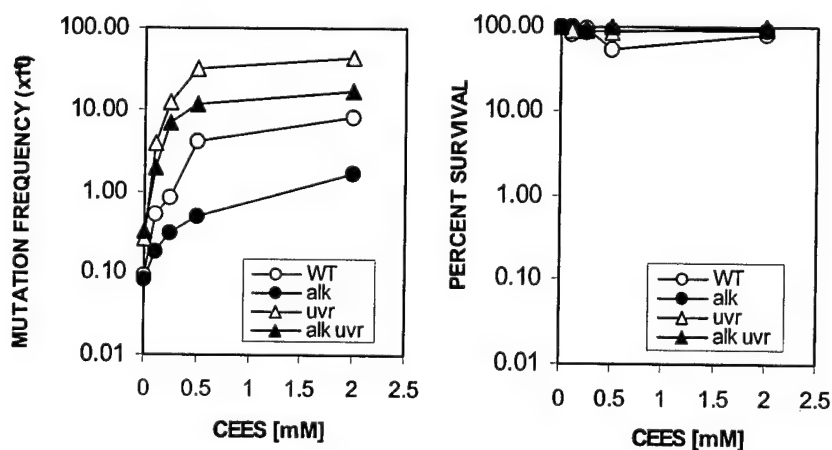 MUTATION FREQUENCY
100.00
10.00
1.00
0.10
0.01
0
0.5
1
1.5
2
2.5
CEES [mM]
WT
alk
uvr
alk uvr
PERCENT SURVIVAL
100.00
10.00
1.00
0.10
0.01
0
0.5
1
1.5
2
2.5
CEES [mM]
WT
alk
uvr
alk uvr